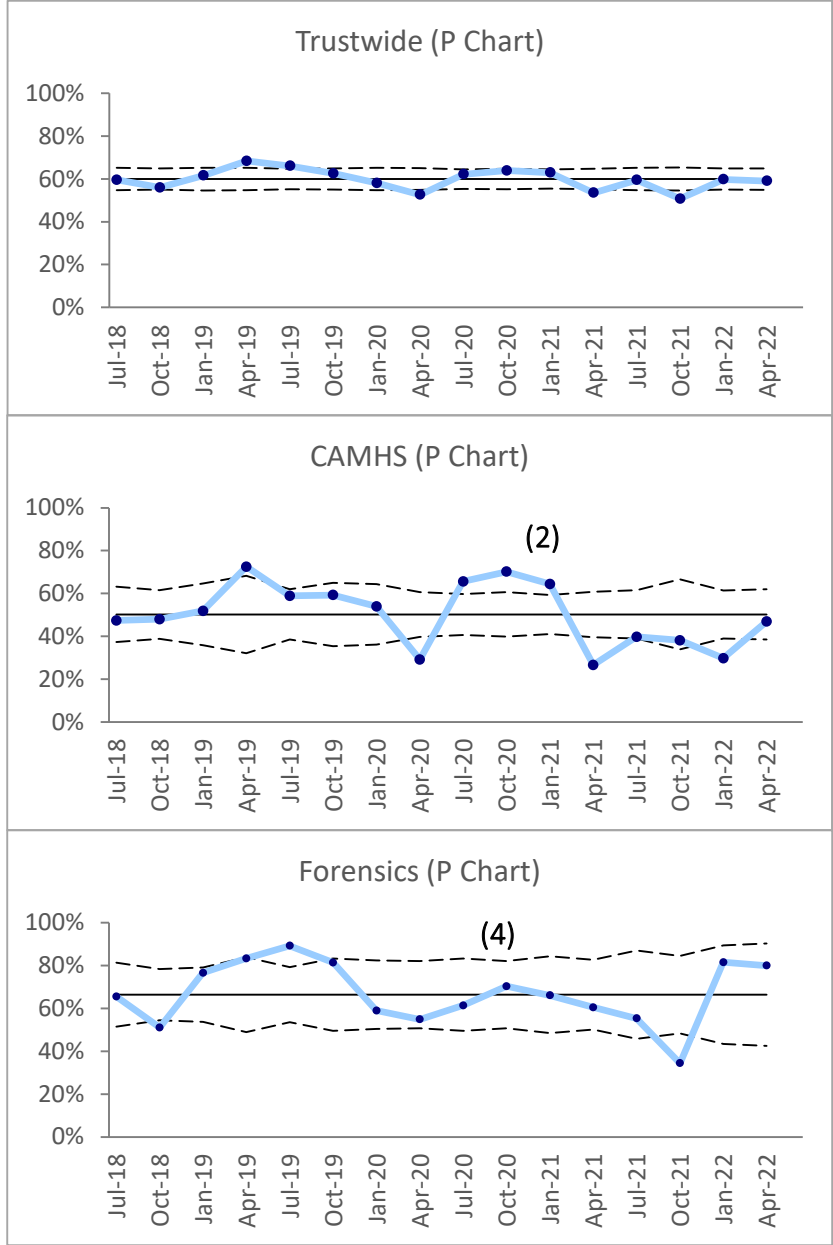 Trustwide (P Chart)
100%
80%
60%
40%
20%
0%
Jul-18
Oct-18
Jan-19
Apr-19
Jul-19
Oct-19
Jan-20
Apr-20
Jul-20
Oct-20
Jan-21
Apr-21
Jul-21
Oct-21
Jan-22
Apr-22
CAMHS (P Chart)
100%
(2)
80%
60%
40%
20%
0%
Jul-18
Oct-18
Jan-19
Apr-19
Jul-19
Oct-19
Jan-20
Apr-20
Jul-20
Oct-20
Jan-21
Apr-21
Jul-21
Oct-21
Jan-22
Apr-22
Forensics (P Chart)
100%
(4)
80%
60%
40%
20%
0%
Jul-18
Oct-18
Jan-19
Apr-19
Jul-19
Oct-19
Jan-20
Apr-20
Jul-20
Oct-20
Jan-21
Apr-21
Jul-21
Oct-21
Jan-22
Apr-22